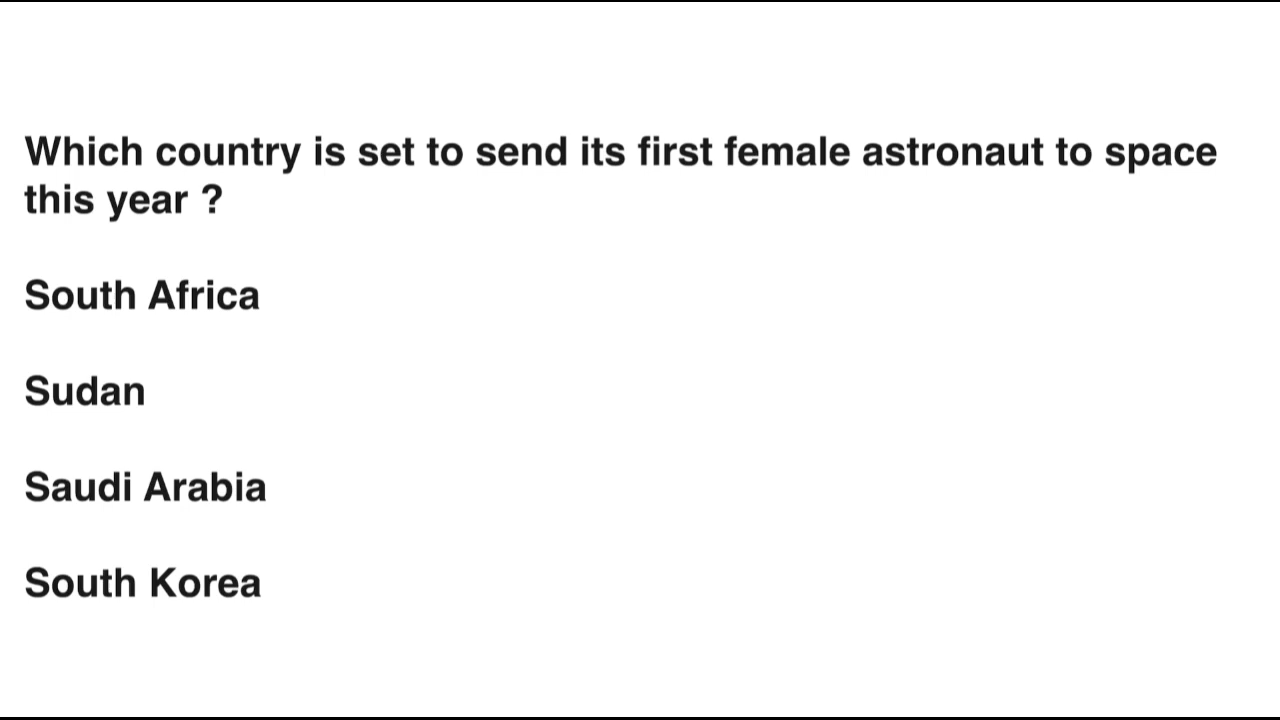 Which country is set to send its first female astronaut to space
this year ?
South Africa
Sudan
Saudi Arabia
South Korea